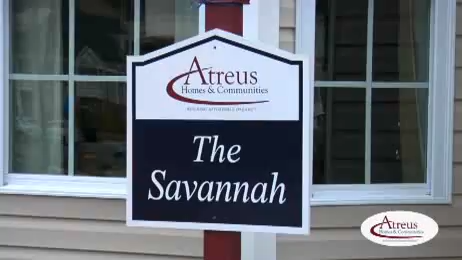 Atreus
Homes & Communities
The
Savannah
Atreus
Homes & Communities